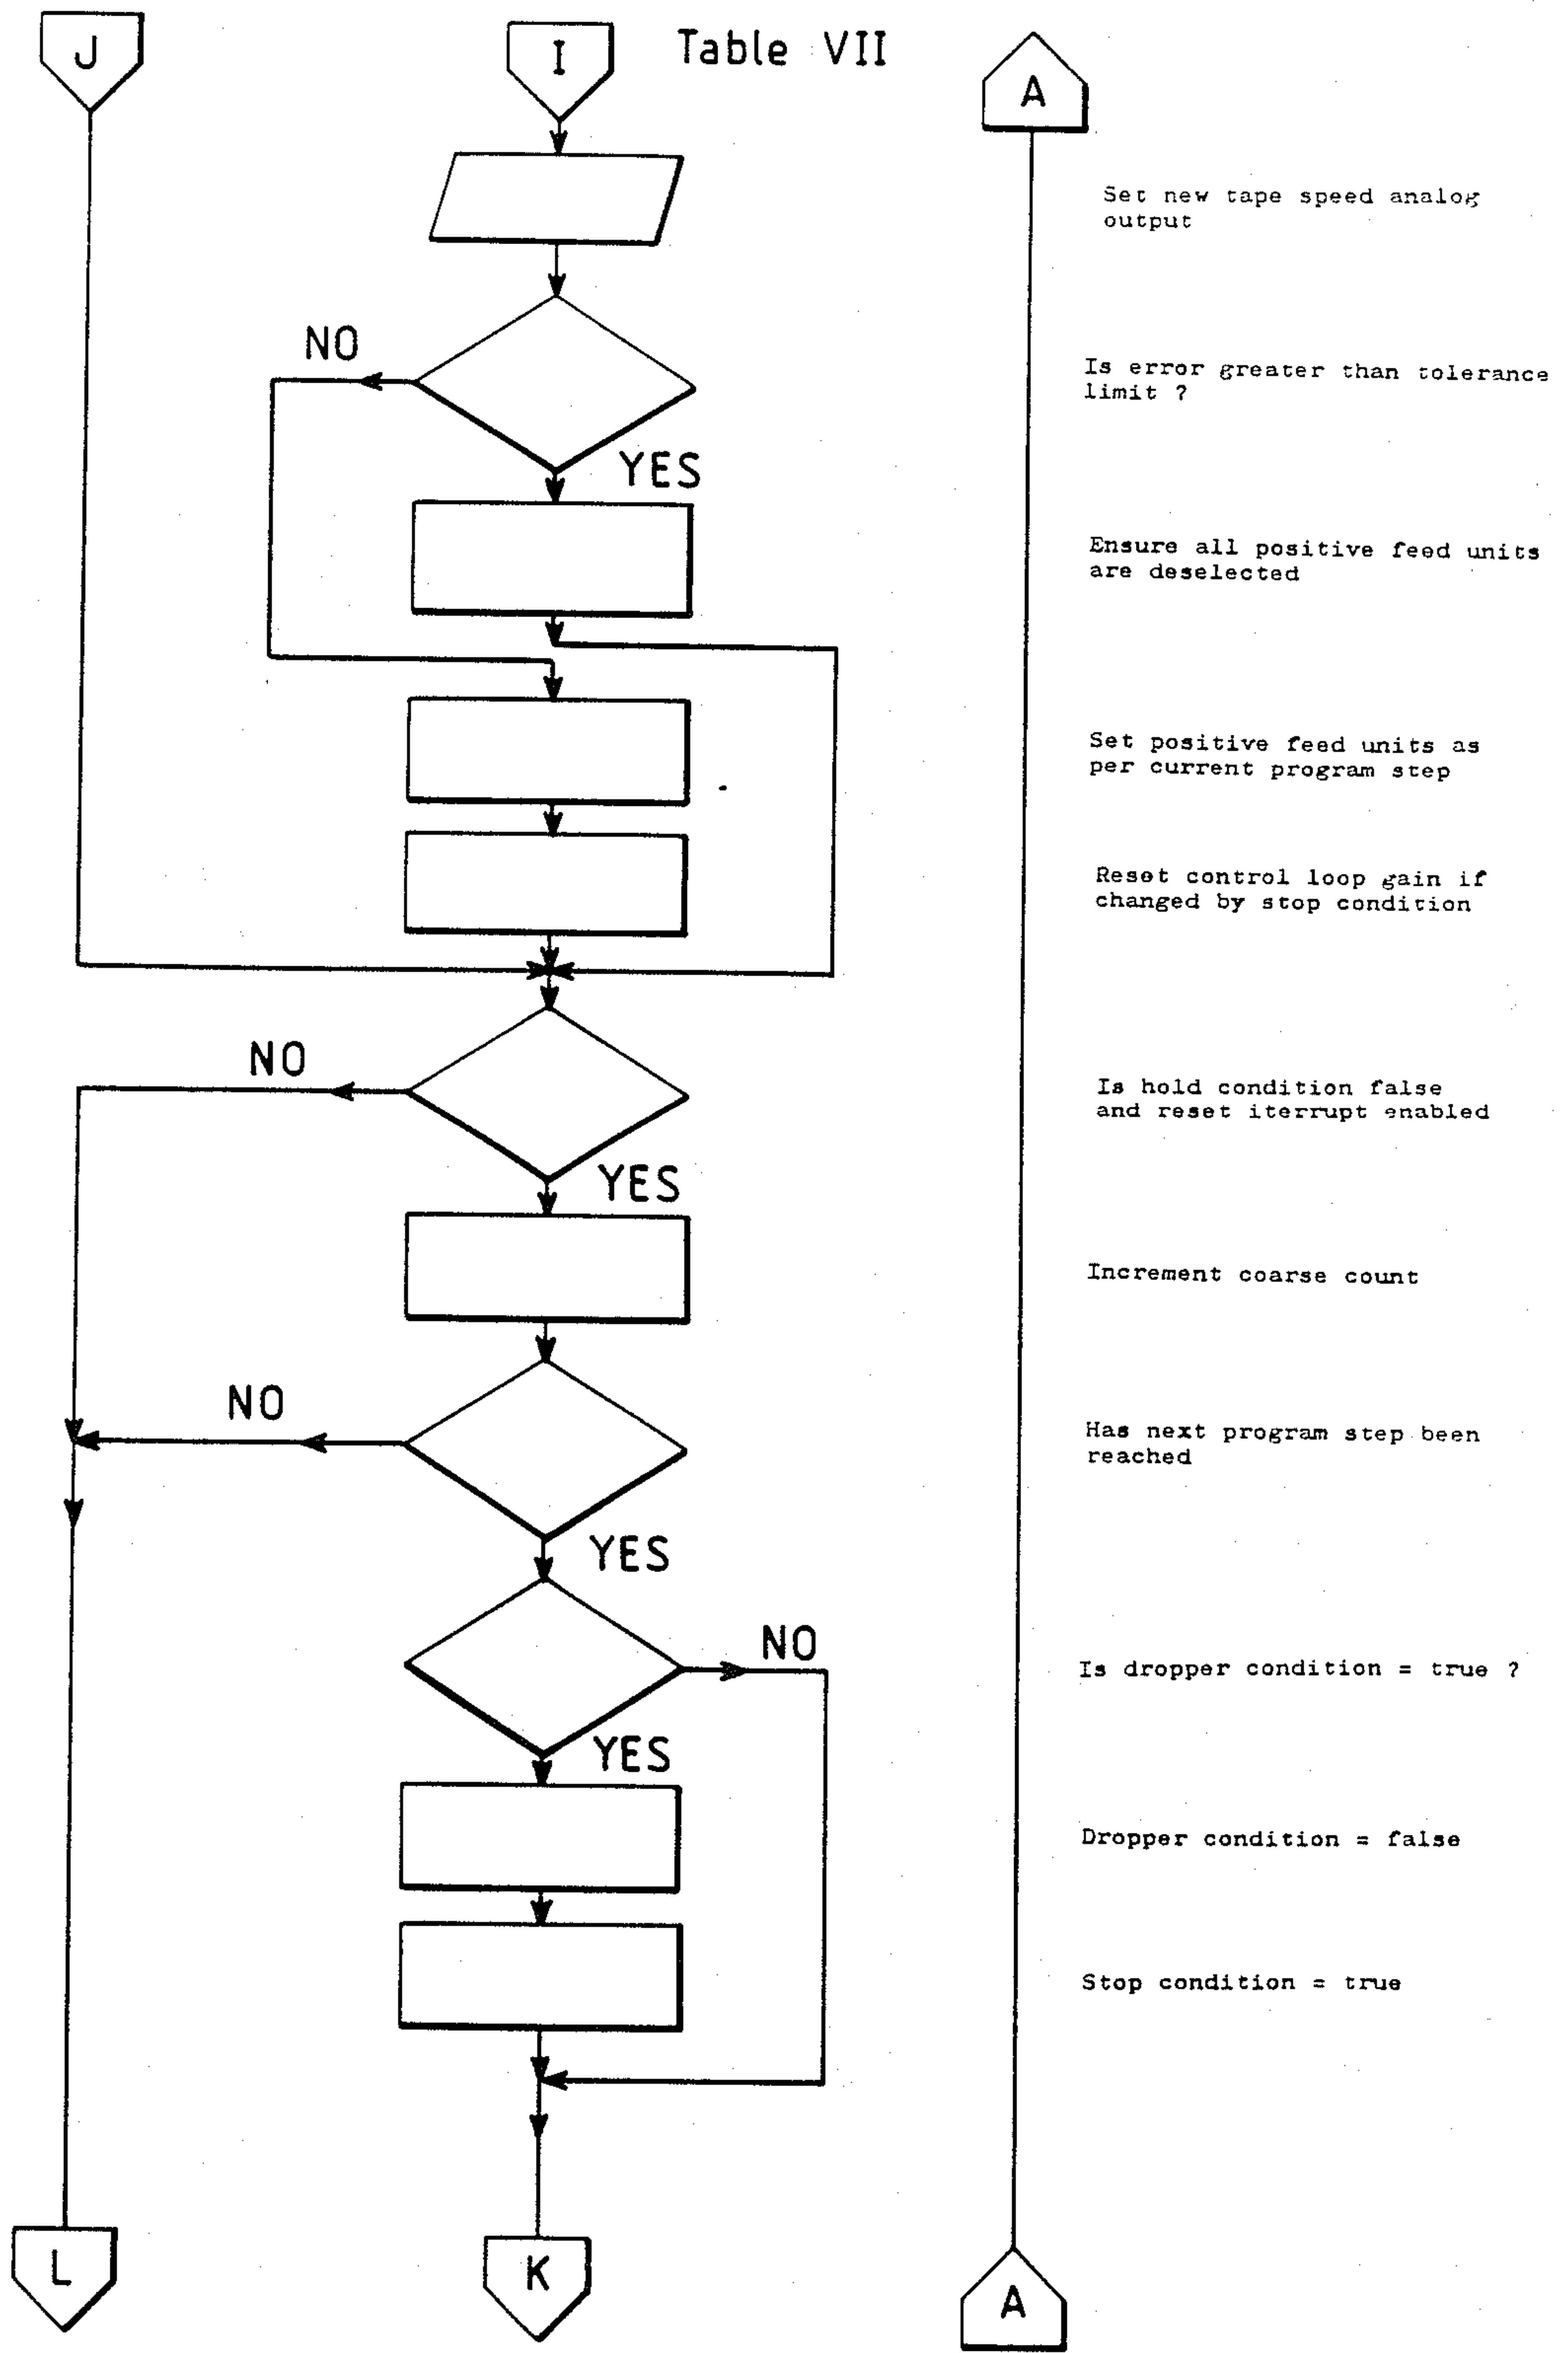 J
I
Table VII
A
Set new tape speed analog
output
NO
Is error greater than tolerance
limit ?
YES
Ensure all positive feed units
are deselected
Set positive feed units as
per current program step
Reset control loop gain if
changed by stop condition
NO
Is hold condition false
and reset iterrupt enabled
YES
Increment coarse count
NO
Has next program step been
reached
YES
NO
Is dropper condition = true ?
YES
Dropper condition = false
Stop condition = true
L
K
A